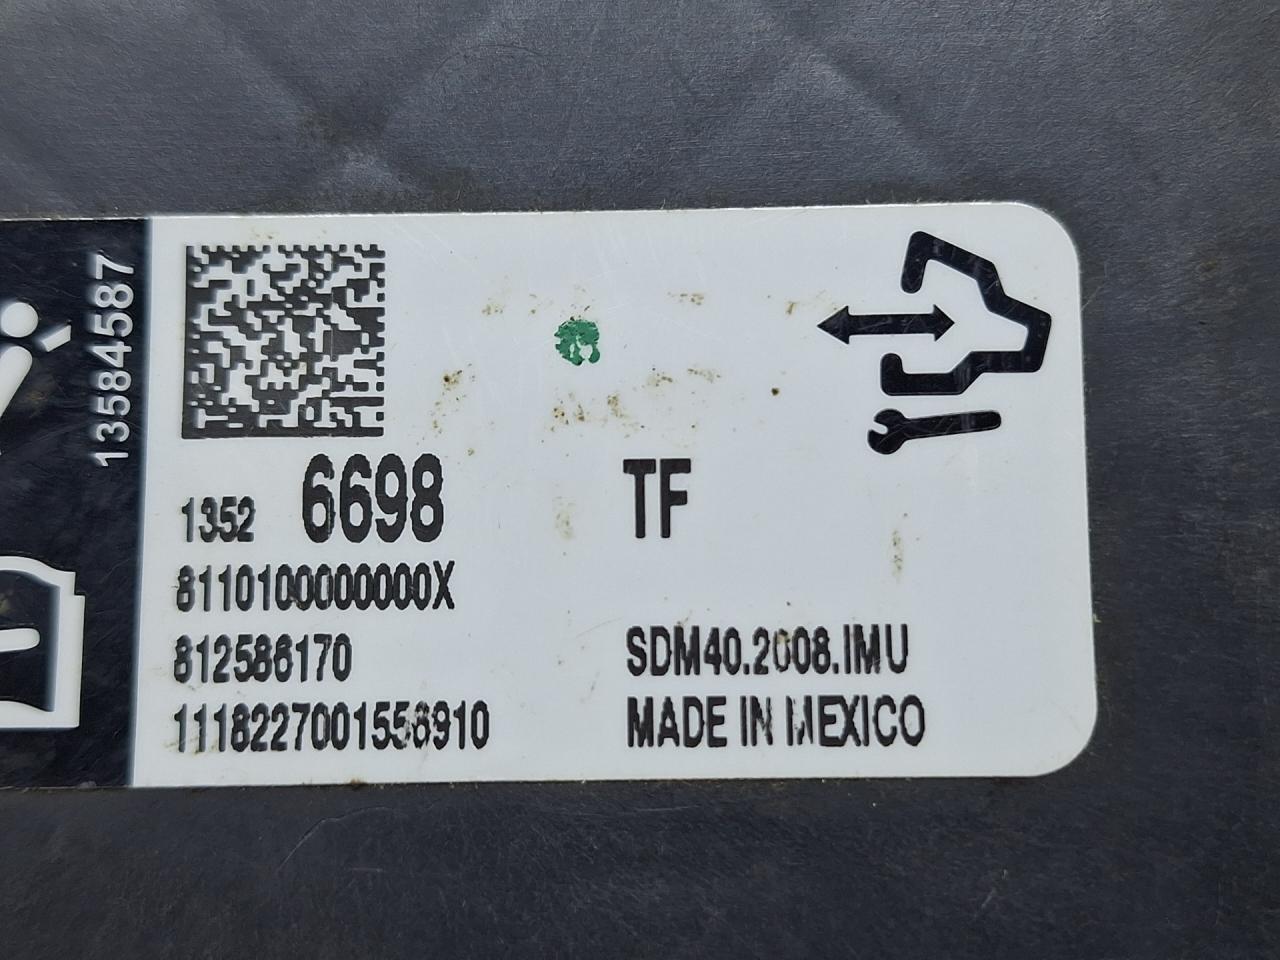 13584587
1352 6698 TF
8110100000000X
812586170 SDM40.2008.IMU
1118227001556910 MADE IN MEXICO